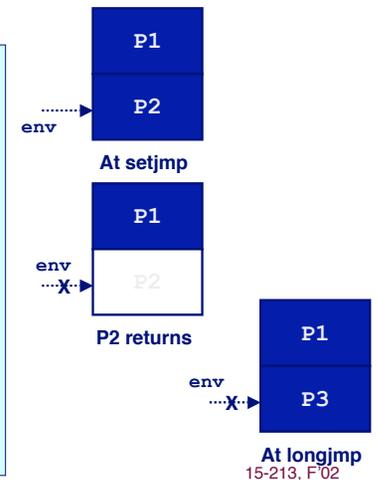 P1
P2
env
At setjmp
P1
env
X
P2
P2 returns
P1
env
X
P3
At longjmp
15-213, F'02